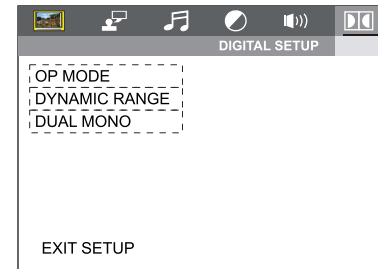 DIGITAL SETUP
OP MODE
DYNAMIC RANGE
DUAL MONO
EXIT SETUP